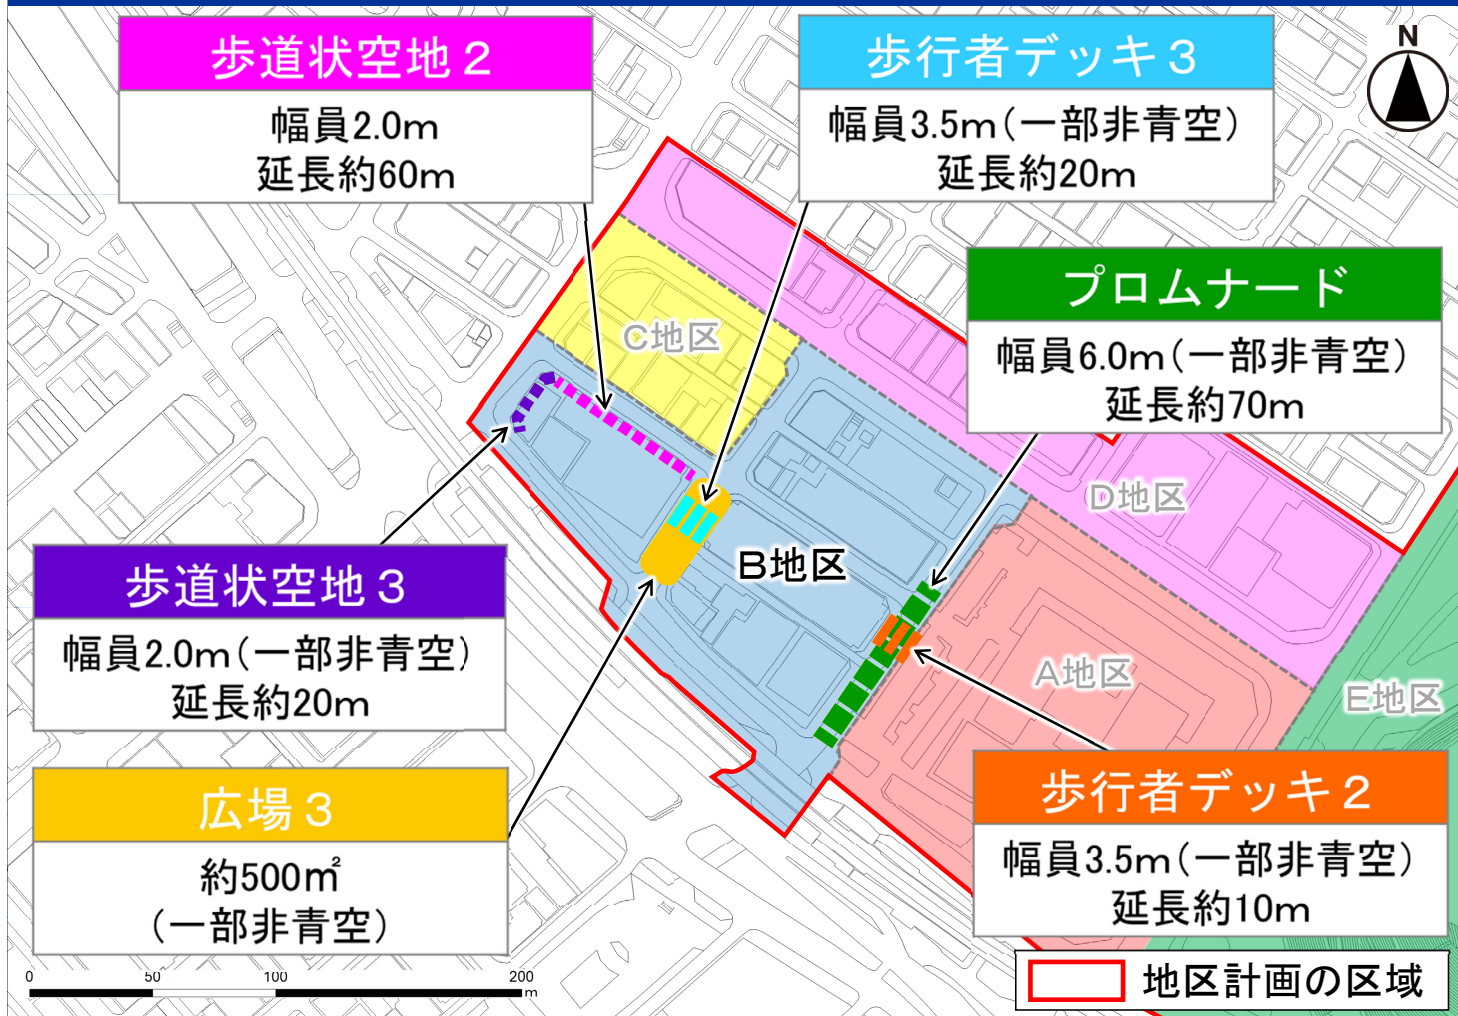 歩道状空地２
幅員2.0m
延長約60m
歩行者デッキ３
幅員3.5m(一部非青空)
延長約20m
N
プロムナード
幅員6.0m(一部非青空)
延長約70m
C地区
D地区
B地区
A地区
E地区
歩道状空地３
幅員2.0m(一部非青空)
延長約20m
広場３
約500㎡
(一部非青空)
歩行者デッキ２
幅員3.5m(一部非青空)
延長約10m
0 50 100 200 m
地区計画の区域